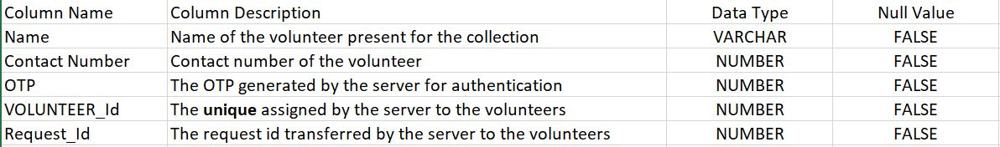 Column Name Column Description Data Type Null Value
Name Name of the volunteer present for the collection VARCHAR FALSE
Contact Number Contact number of the volunteer NUMBER FALSE
OTP The OTP generated by the server for authentication NUMBER FALSE
VOLUNTEER_Id The unique assigned by the server to the volunteers NUMBER FALSE
Request_Id The request id transferred by the server to the volunteers NUMBER FALSE